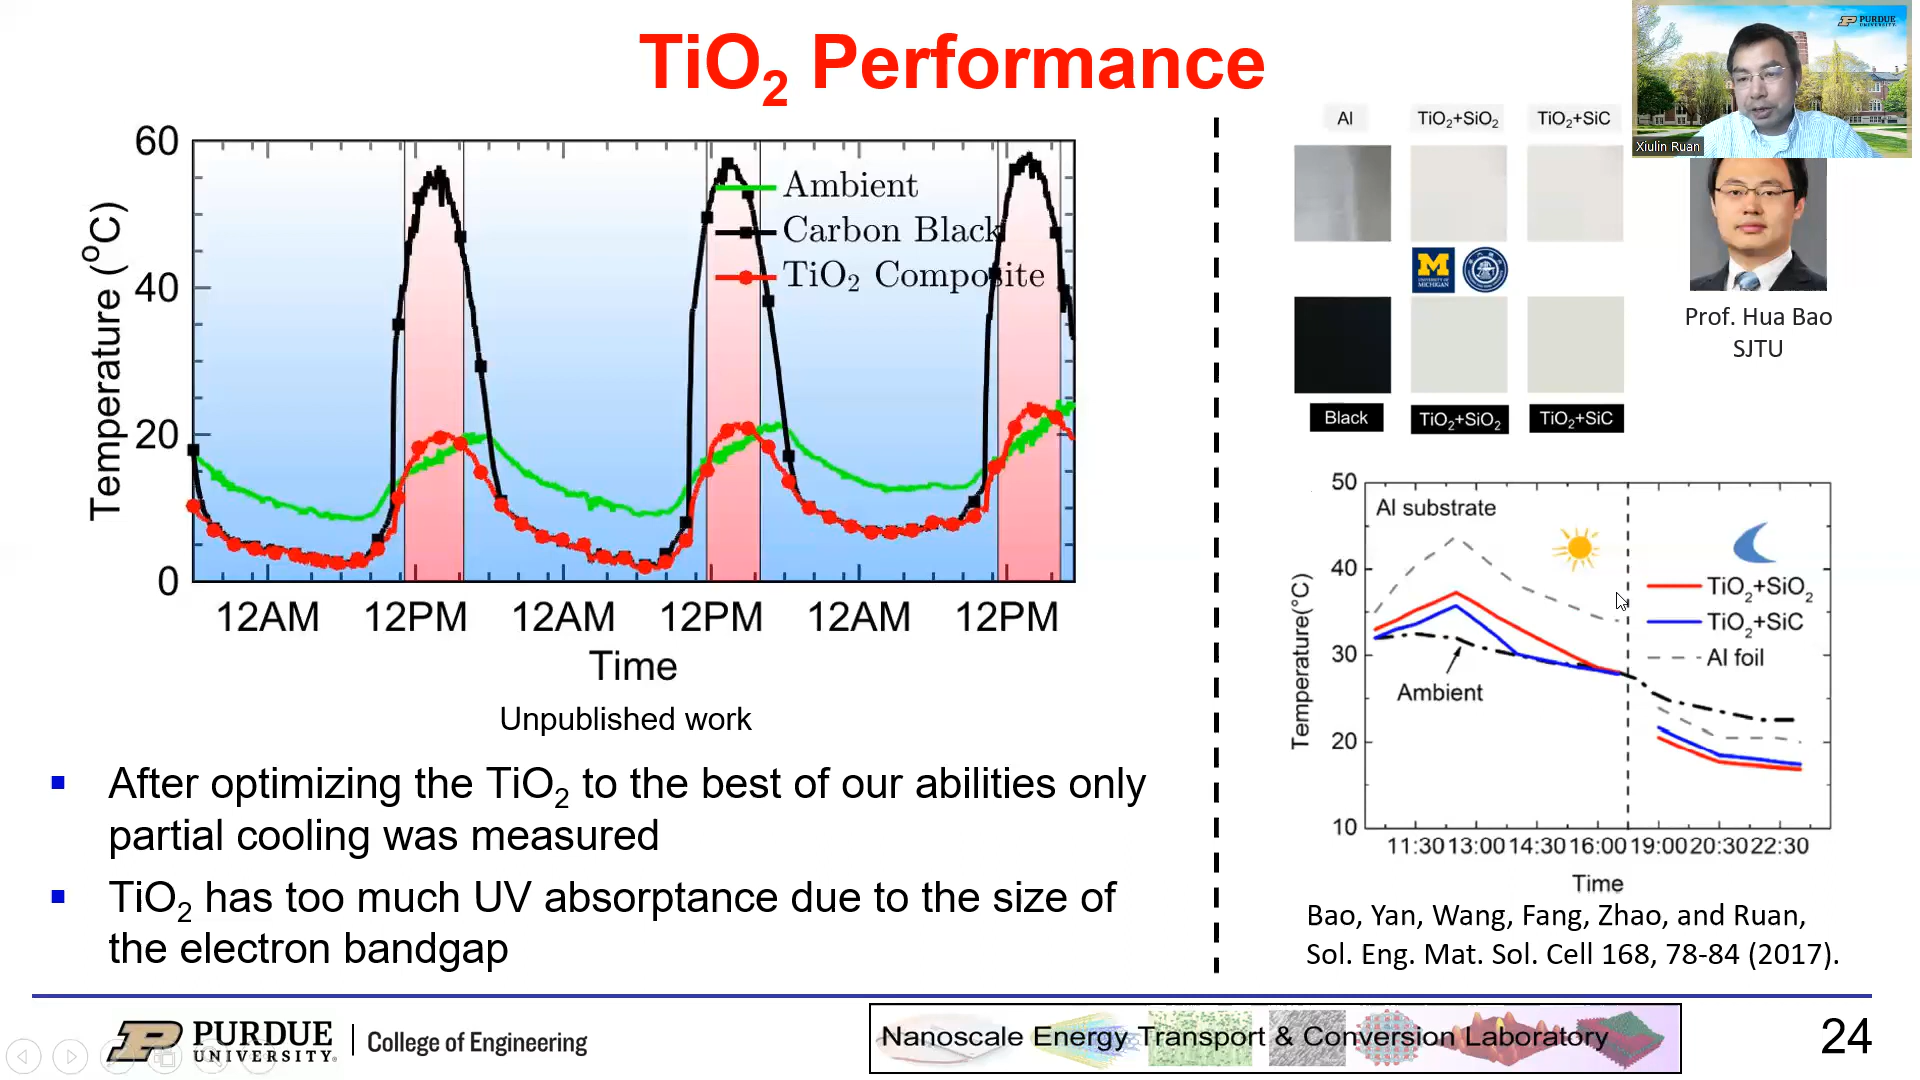 TiO2 Performance
PURDUE
UNIVERSITY
Xiulin Ruan
60
40
20
0
Temperature (°C)
Ambient
Carbon Black
TiO2 Composite
12AM 12PM 12AM 12PM 12AM 12PM
Time
Unpublished work
▪ After optimizing the TiO2 to the best of our abilities only
partial cooling was measured
▪ TiO2 has too much UV absorptance due to the size of
the electron bandgap
Al TiO2+SiO2 TiO2+SiC
M
UNIVERSITY OF
MICHIGAN
Black TiO2+SiO2 TiO2+SiC
Prof. Hua Bao
SJTU
50
40
30
20
10
Temperature(°C)
Al substrate
TiO2+SiO2
TiO2+SiC
Al foil
Ambient
11:30 13:00 14:30 16:00 19:00 20:30 22:30
Time
Bao, Yan, Wang, Fang, Zhao, and Ruan,
Sol. Eng. Mat. Sol. Cell 168, 78-84 (2017).
PURDUE
UNIVERSITY.
College of Engineering
Nanoscale Energy Transport & Conversion Laboratory
24